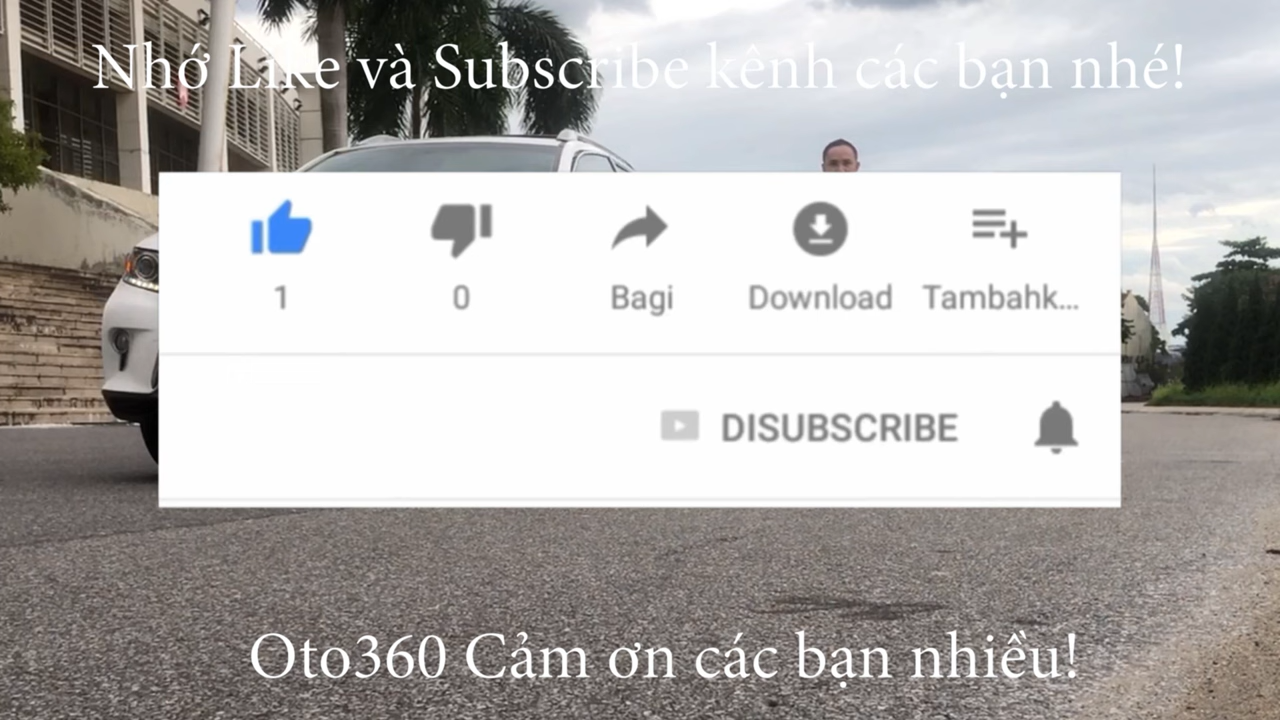 Nhớ Like và Subscribe kênh các bạn nhé!
1 0 Bagi Download Tambahk...
DISUBSCRIBE
Oto360 Cảm ơn các bạn nhiều!